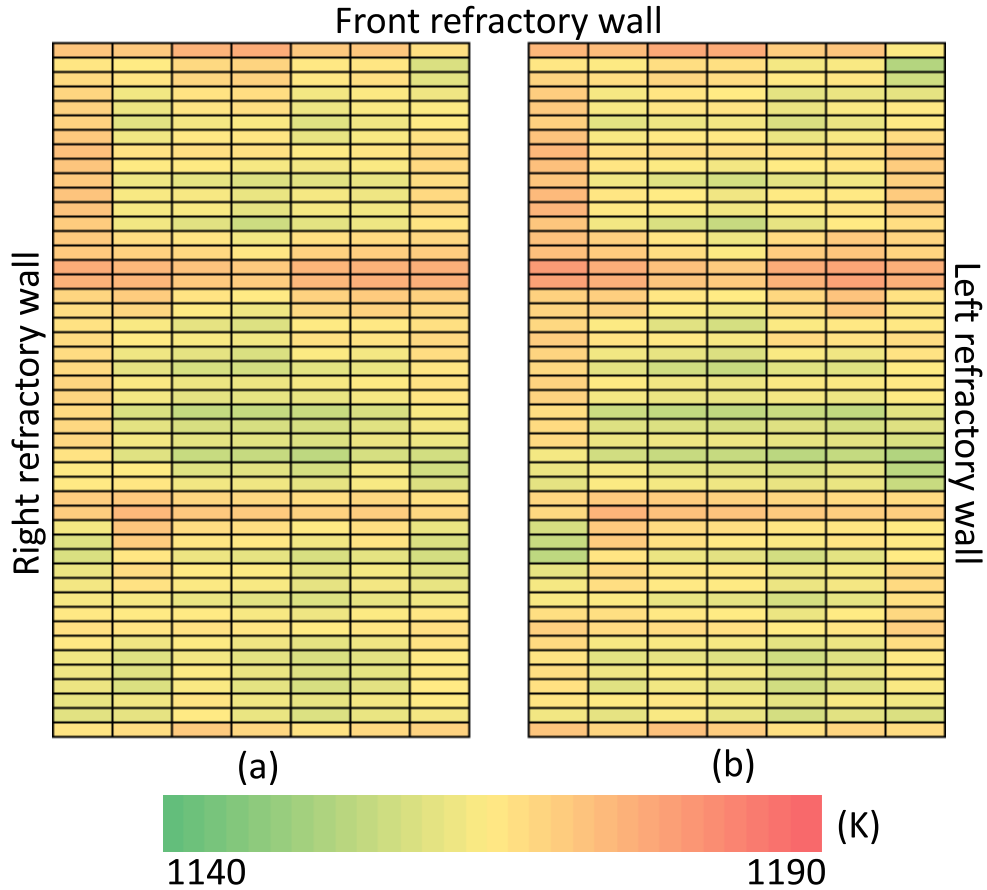 Front refractory wall
Right refractory wall
Left refractory wall
(a)
(b)
(K)
1140
1190